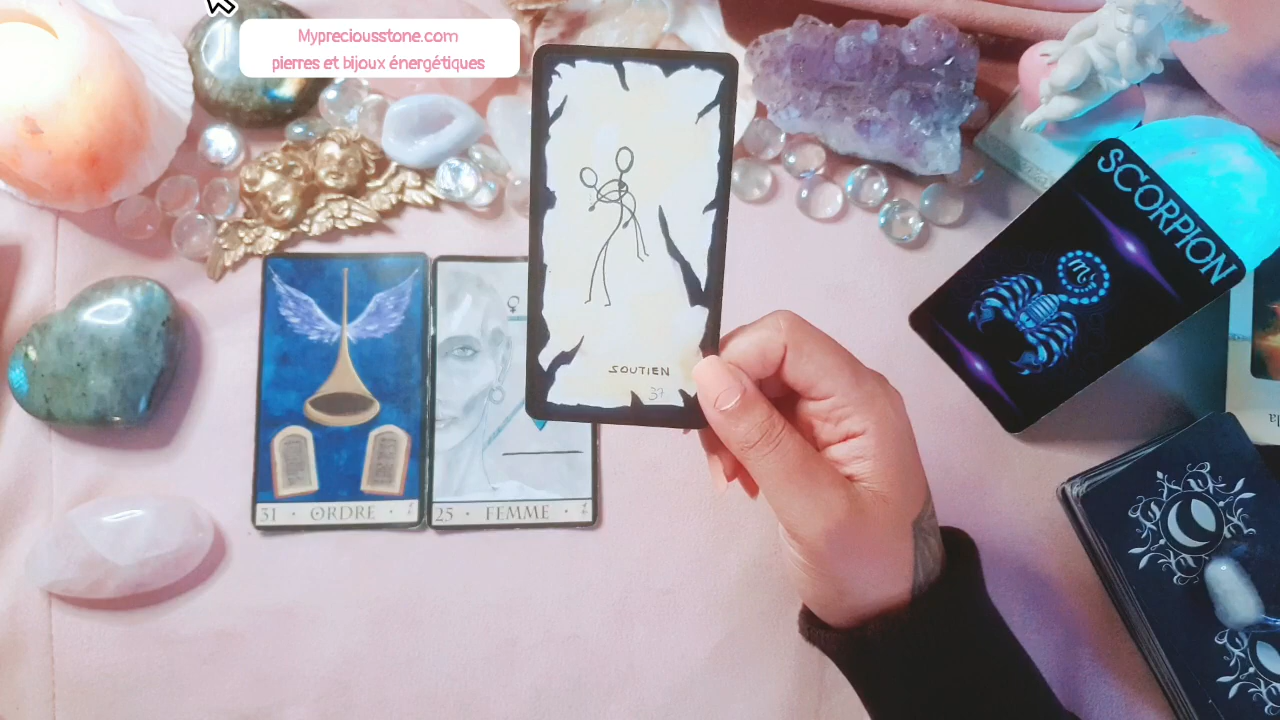 Mypreciousstone.com
pierres et bijoux énergétiques
SCORPION
SOUTIEN
37
31 • ORDRE •
25 • FEMME •